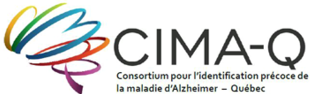 CIMA-Q
Consortium pour l'identification précoce de
la maladie d'Alzheimer – Québec